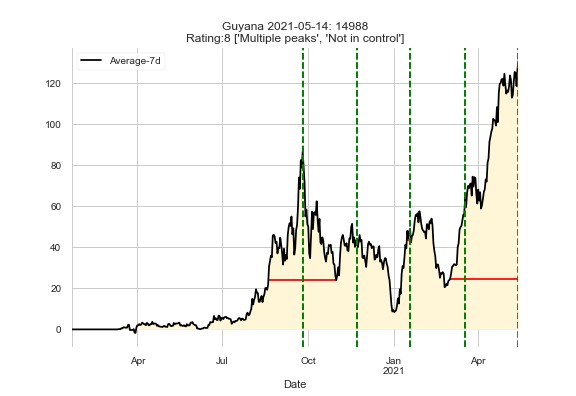 Guyana 2021-05-14: 14988
Rating:8 ['Multiple peaks', 'Not in control']
Average-7d
120
100
80
60
40
20
0
Apr
Jul
Oct
Jan
2021
Apr
Date